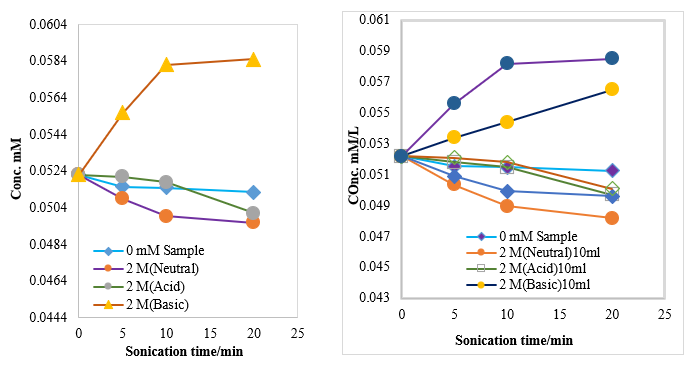 0.0604
0.0584
0.0564
0.0544
0.0524
0.0504
0.0484
0.0464
0.0444
Conc. mM
0 mM Sample
2 M(Neutral)
2 M(Acid)
2 M(Basic)
0 5 10 15 20 25
Sonication time/min
0.061
0.059
0.057
0.055
0.053
0.051
0.049
0.047
0.045
0.043
COnc. mM/L
0 mM Sample
2 M(Neutral)10ml
2 M(Acid)10ml
2 M(Basic)10ml
0 5 10 15 20 25
Sonication time/min